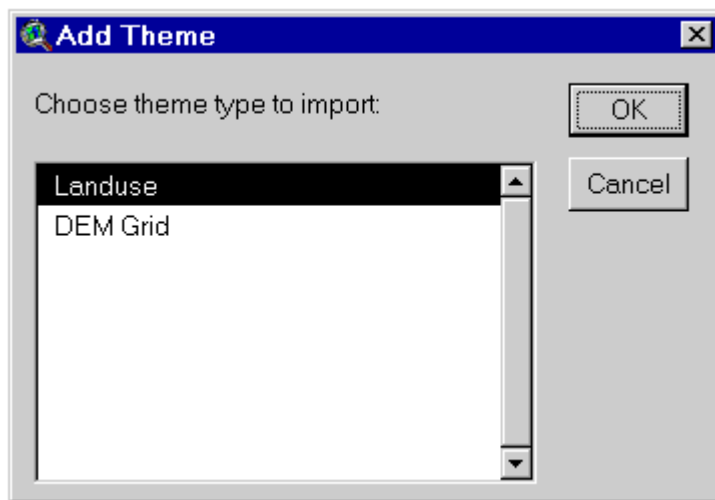 Add Theme
Choose theme type to import:
OK
Landuse
Cancel
DEM Grid